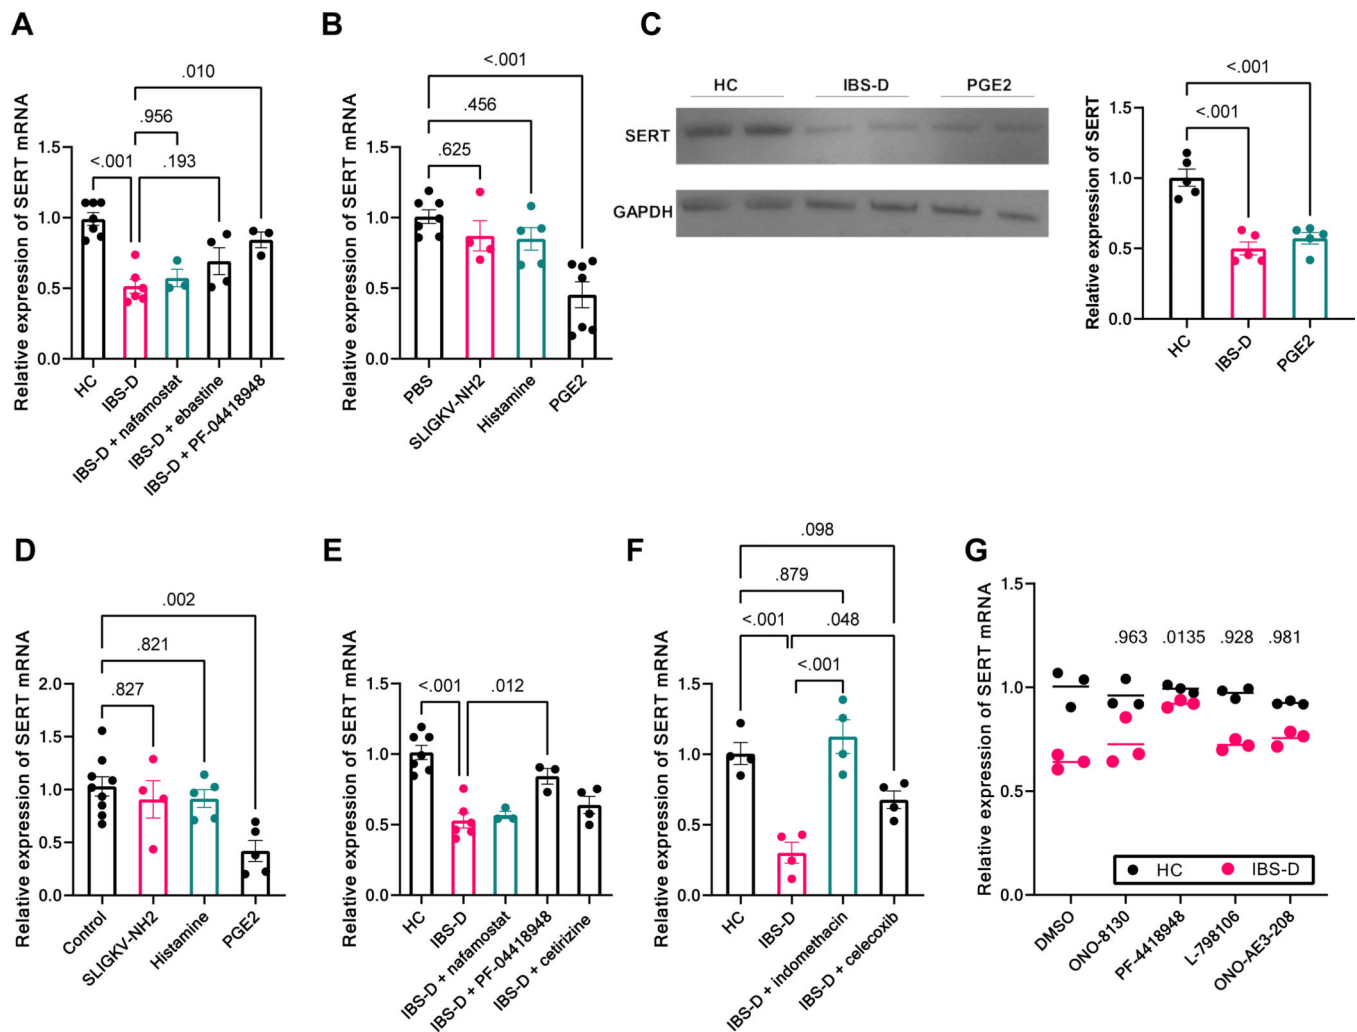 A
Relative expression of SERT mRNA
1.5
1.0
0.5
0.0
.010
.956
<.001
.193
HC
IBS-D
IBS-D + nafamostat
IBS-D + ebastine
IBS-D + PF-04418948
B
Relative expression of SERT mRNA
1.5
1.0
0.5
0.0
<.001
.456
.625
PBS
SLIGKV-NH2
Histamine
PGE2
C
HC
IBS-D
PGE2
SERT
GAPDH
Relative expression of SERT
1.5
1.0
0.5
0.0
<.001
<.001
HC
IBS-D
PGE2
D
Relative expression of SERT mRNA
2.0
1.5
1.0
0.5
0.0
.002
.821
.827
Control
SLIGKV-NH2
Histamine
PGE2
E
Relative expression of SERT mRNA
1.5
1.0
0.5
0.0
<.001
.012
HC
IBS-D
IBS-D + nafamostat
IBS-D + PF-04418948
IBS-D + cetirizine
F
Relative expression of SERT mRNA
1.5
1.0
0.5
0.0
.098
.879
<.001
.048
<.001
HC
IBS-D
IBS-D + indomethacin
IBS-D + celecoxib
G
Relative expression of SERT mRNA
1.5
1.0
0.5
0.0
.963
.0135
.928
.981
HC
IBS-D
DMSO
ONO-8130
PF-4418948
L-798106
ONO-AE3-208